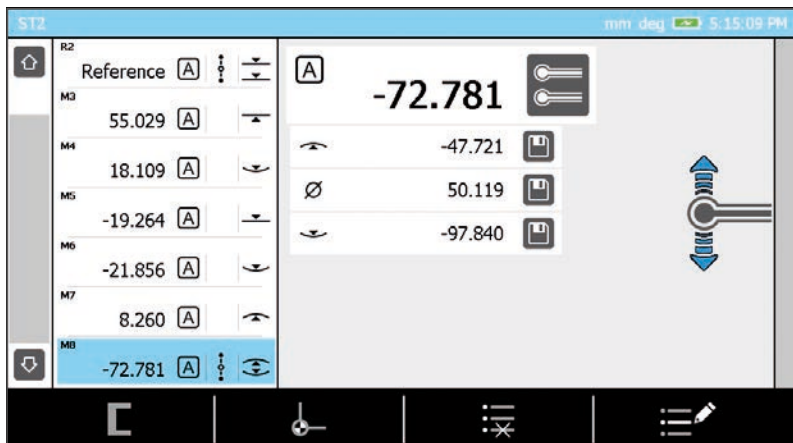 ST2 mm deg 5:15:09 PM
R2
Reference A
M3
55.029 A
M4
18.109 A
M5
-19.264 A
M6
-21.856 A
M7
8.260 A
M8
-72.781 A
A -72.781
-47.721
Ø 50.119
-97.840